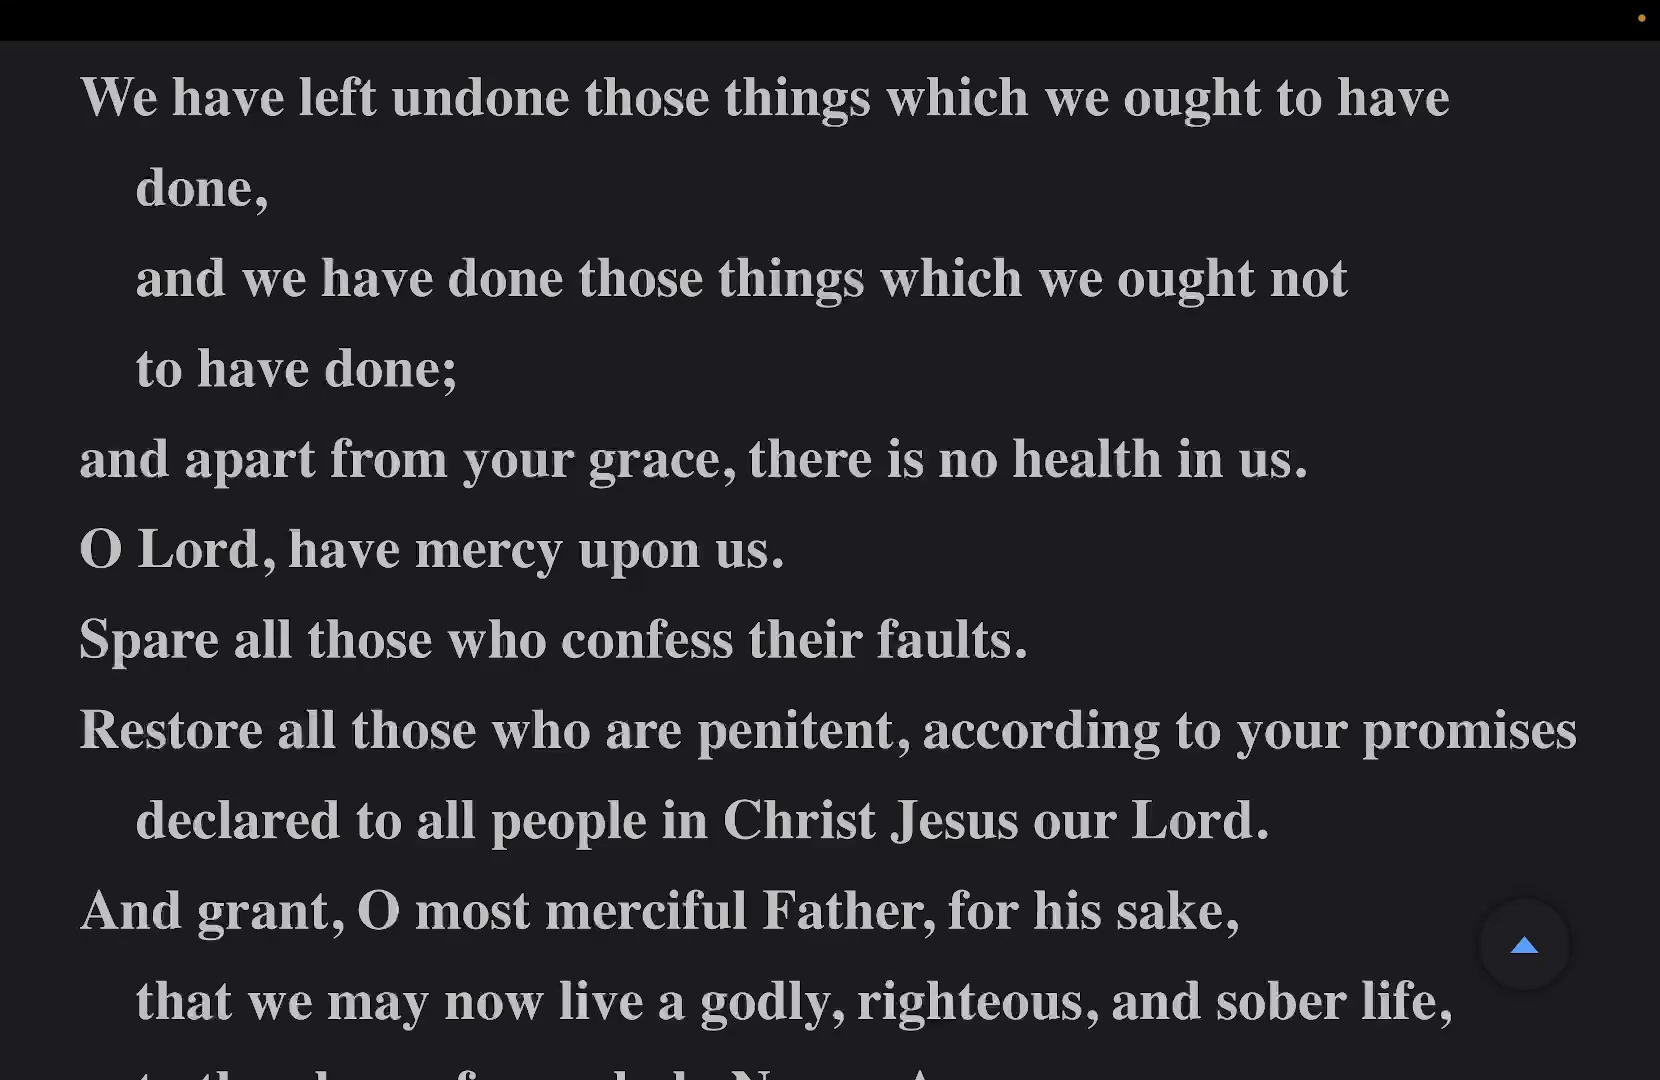 We have left undone those things which we ought to have
done,
and we have done those things which we ought not
to have done;
and apart from your grace, there is no health in us.
O Lord, have mercy upon us.
Spare all those who confess their faults.
Restore all those who are penitent, according to your promises
declared to all people in Christ Jesus our Lord.
And grant, O most merciful Father, for his sake,
that we may now live a godly, righteous, and sober life,